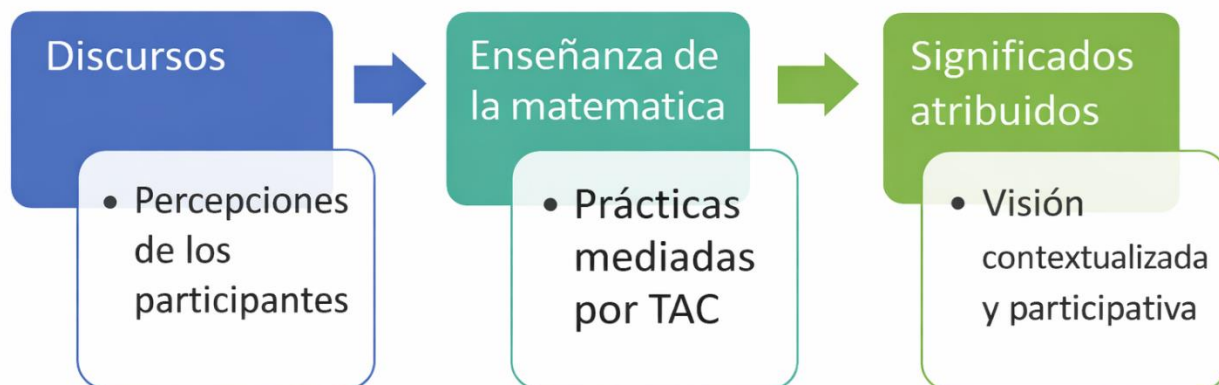 Discursos
• Percepciones
de los
participantes
Enseñanza de
la matematica
• Prácticas
mediadas
por TAC
Significados
atribuidos
• Visión
contextualizada
y participativa